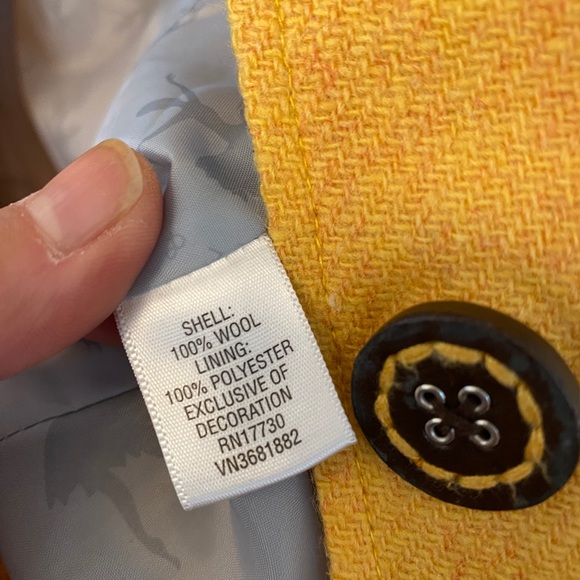 SHELL:
100% WOOL
LINING:
100% POLYESTER
EXCLUSIVE OF
DECORATION
RN17730
VN3681882